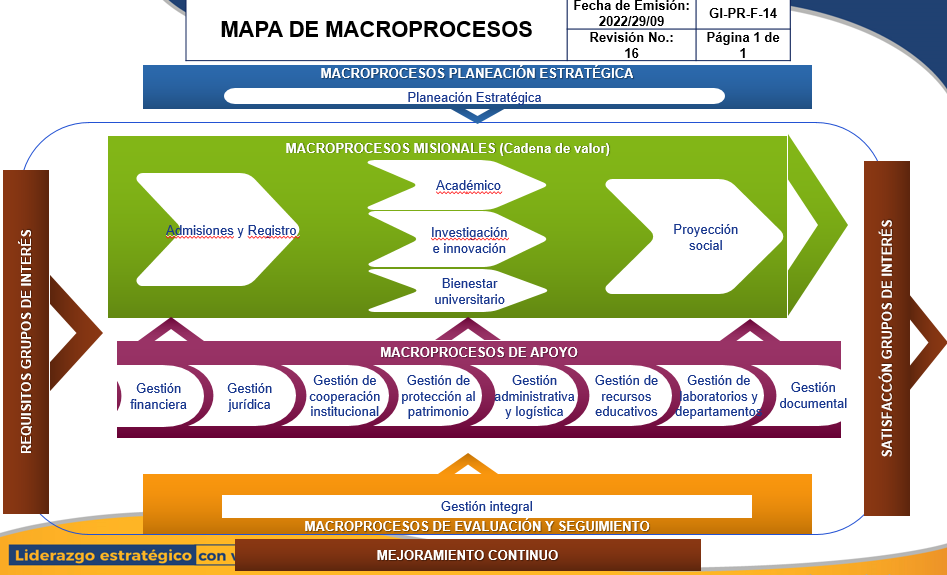 MAPA DE MACROPROCESOS
Fecha de Emisión:
2022/29/09
GI-PR-F-14
Revisión No.:
16
Página 1 de
1
MACROPROCESOS PLANEACIÓN ESTRATÉGICA
Planeación Estratégica
MACROPROCESOS MISIONALES (Cadena de valor)
Admisiones y Registro
Académico
Investigación
e innovación
Bienestar
universitario
Proyección
social
REQUISITOS GRUPOS DE INTERÉS
SATISFACCÓN GRUPOS DE INTERÉS
MACROPROCESOS DE APOYO
Gestión
financiera
Gestión
jurídica
Gestión de
cooperación
institucional
Gestión de
protección al
patrimonio
Gestión
administrativa
y logística
Gestión de
recursos
educativos
Gestión de
laboratorios y
departamentos
Gestión
documental
Gestión integral
MACROPROCESOS DE EVALUACIÓN Y SEGUIMIENTO
Liderazgo estratégico con
MEJORAMIENTO CONTINUO